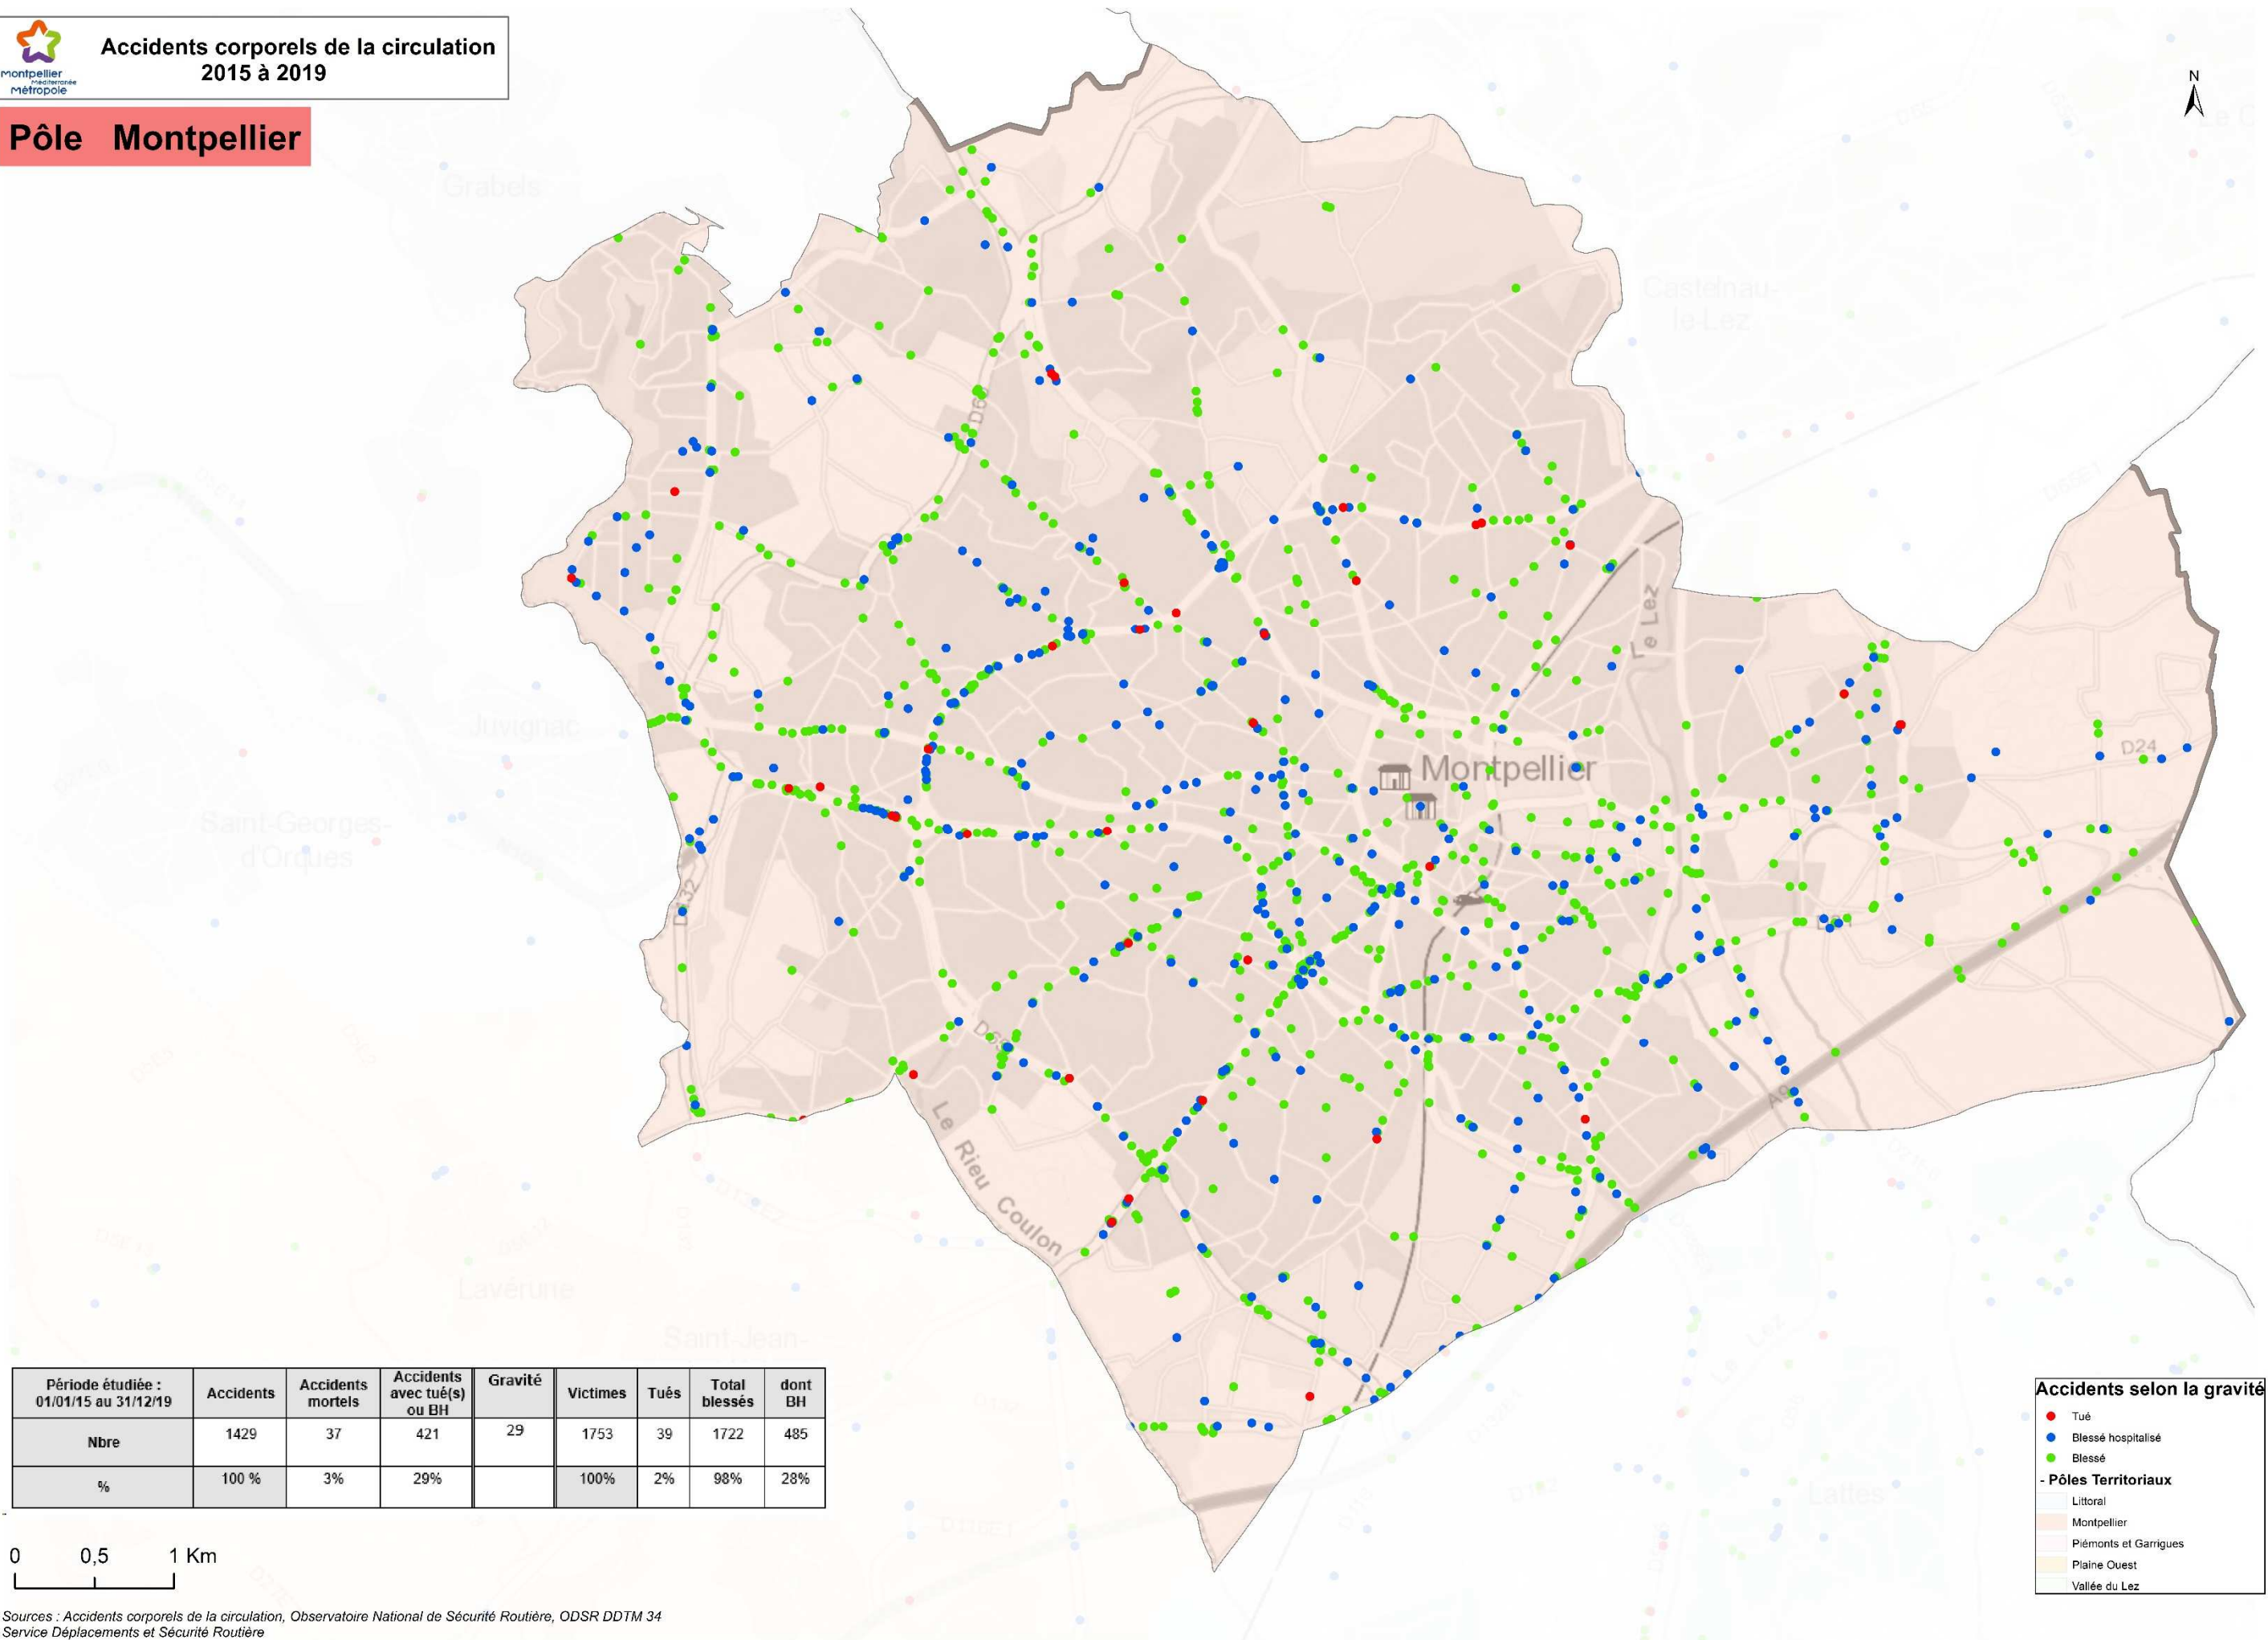 montpellier
Méditerranée
métropole
Accidents corporels de la circulation
2015 à 2019
Pôle Montpellier
N
Grabels
Castelnau-
le-Lez
D65
Le Lez
Juvignac
Montpellier
D24
Saint-Georges-
d'Orques
D132
A9
Le Rieu Coulon
Lavérune
Saint-Jean-
Le Lez
Lattes
Période étudiée :
01/01/15 au 31/12/19 Accidents Accidents mortels Accidents avec tué(s) ou BH Gravité Victimes Tués Total blessés dont BH
Nbre 1429 37 421 29 1753 39 1722 485
% 100 % 3% 29% 100% 2% 98% 28%
0 0,5 1 Km
Accidents selon la gravité
Tué
Blessé hospitalisé
Blessé
- Pôles Territoriaux
Littoral
Montpellier
Piémonts et Garrigues
Plaine Ouest
Vallée du Lez
Sources : Accidents corporels de la circulation, Observatoire National de Sécurité Routière, ODSR DDTM 34
Service Déplacements et Sécurité Routière